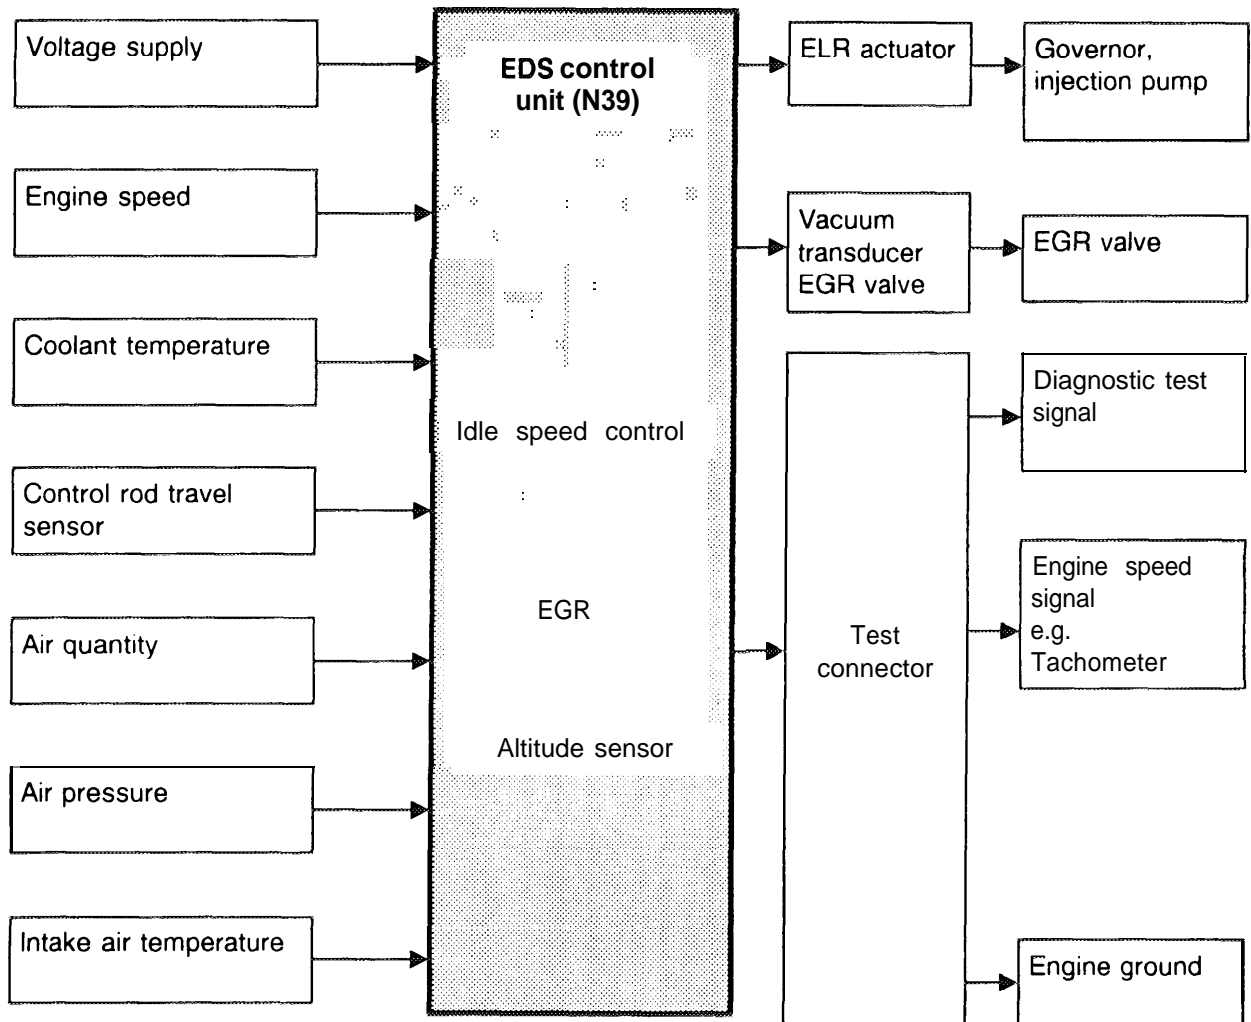 Voltage supply
Engine speed
Coolant temperature
Control rod travel
sensor
Air quantity
Air pressure
Intake air temperature
EDS control
unit (N39)
Idle speed control
EGR
Altitude sensor
ELR actuator
Vacuum
transducer
EGR valve
Test
connector
Governor,
injection pump
EGR valve
Diagnostic test
signal
Engine speed
signal
e.g.
Tachometer
Engine ground